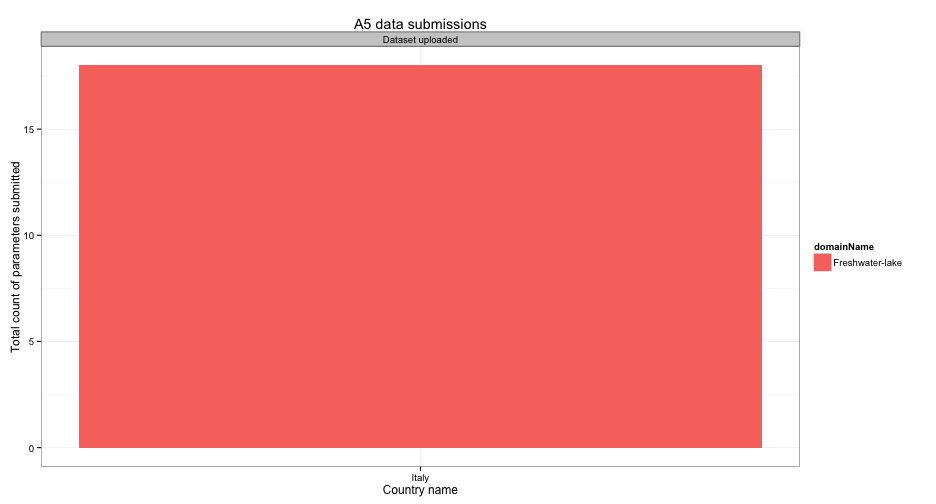 A5 data submissions
Dataset uploaded
Total count of parameters submitted
15
10
5
0
Italy
Country name
domainName
Freshwater-lake